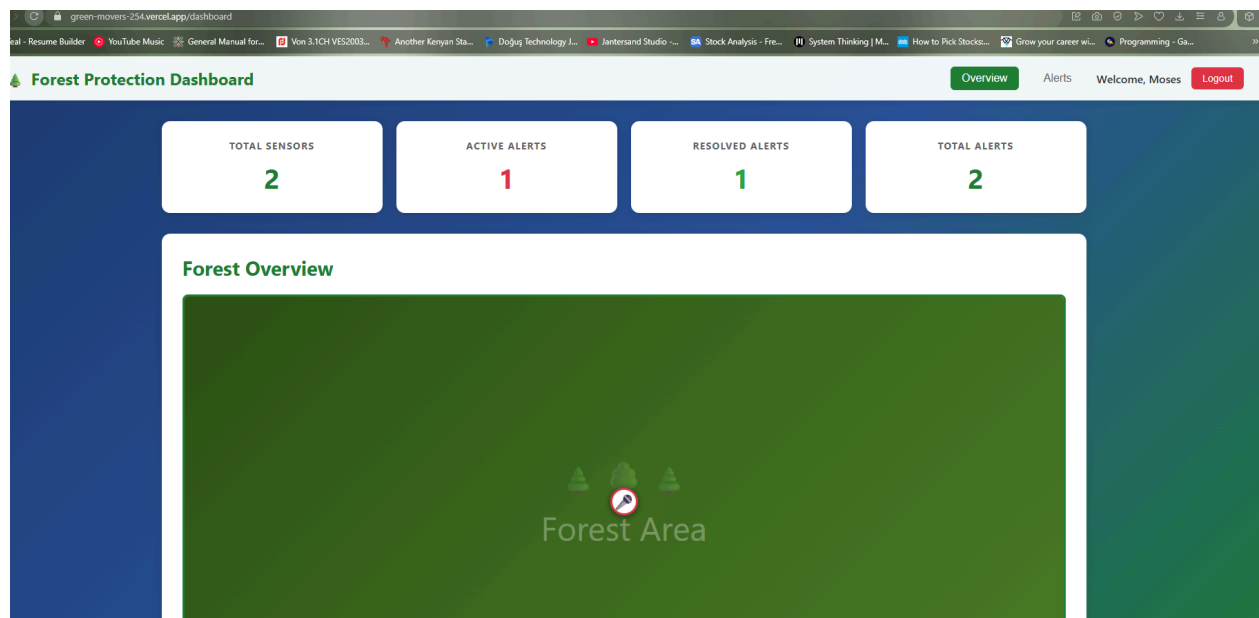 green-movers-254.vercel.app/dashboard
eal - Resume Builder YouTube Music General Manual for... Von 3.1CH VES2003... Another Kenyan Sta... Doğuş Technology J... Jantersand Studio -... SA Stock Analysis - Fre... System Thinking | M... How to Pick Stocks:... Grow your career wi... Programming - Ga... »
Forest Protection Dashboard Overview Alerts Welcome, Moses Logout
TOTAL SENSORS ACTIVE ALERTS RESOLVED ALERTS TOTAL ALERTS
2 1 1 2
Forest Overview
Forest Area